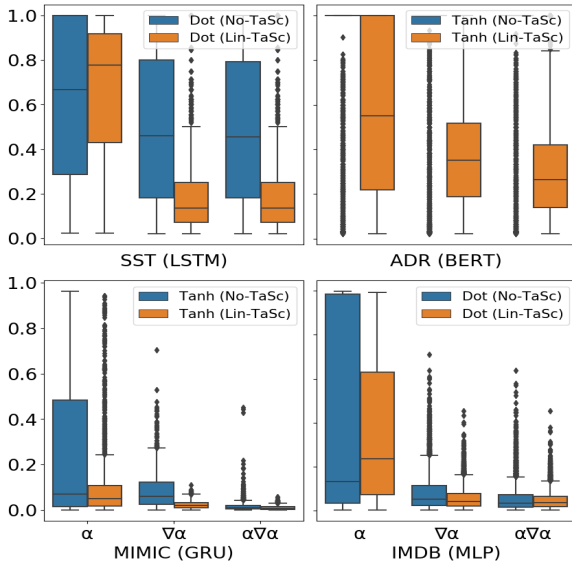 1.0
0.8
0.6
0.4
0.2
0.0
Dot (No-TaSc)
Dot (Lin-TaSc)
SST (LSTM)
Tanh (No-TaSc)
Tanh (Lin-TaSc)
ADR (BERT)
1.0
0.8
0.6
0.4
0.2
0.0
Tanh (No-TaSc)
Tanh (Lin-TaSc)
α ∇α α∇α
MIMIC (GRU)
Dot (No-TaSc)
Dot (Lin-TaSc)
α ∇α α∇α
IMDB (MLP)